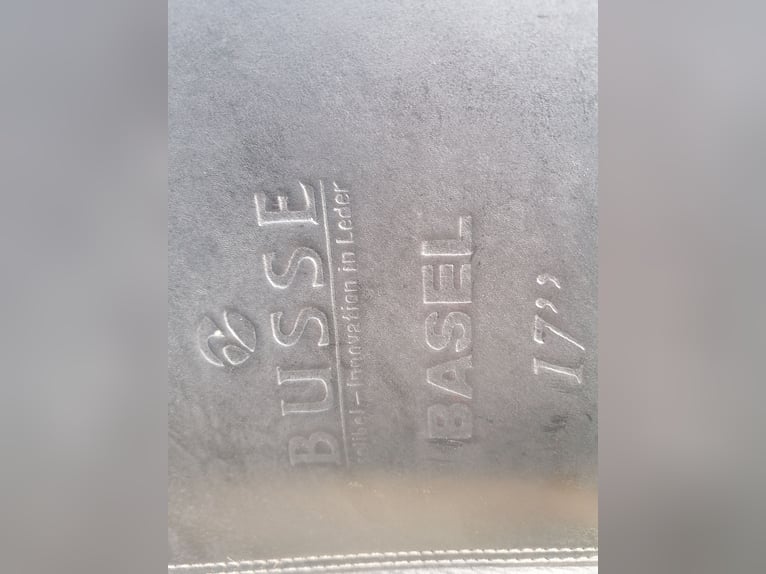 BUSSE
– Innovation in Leder
BASEL
17''